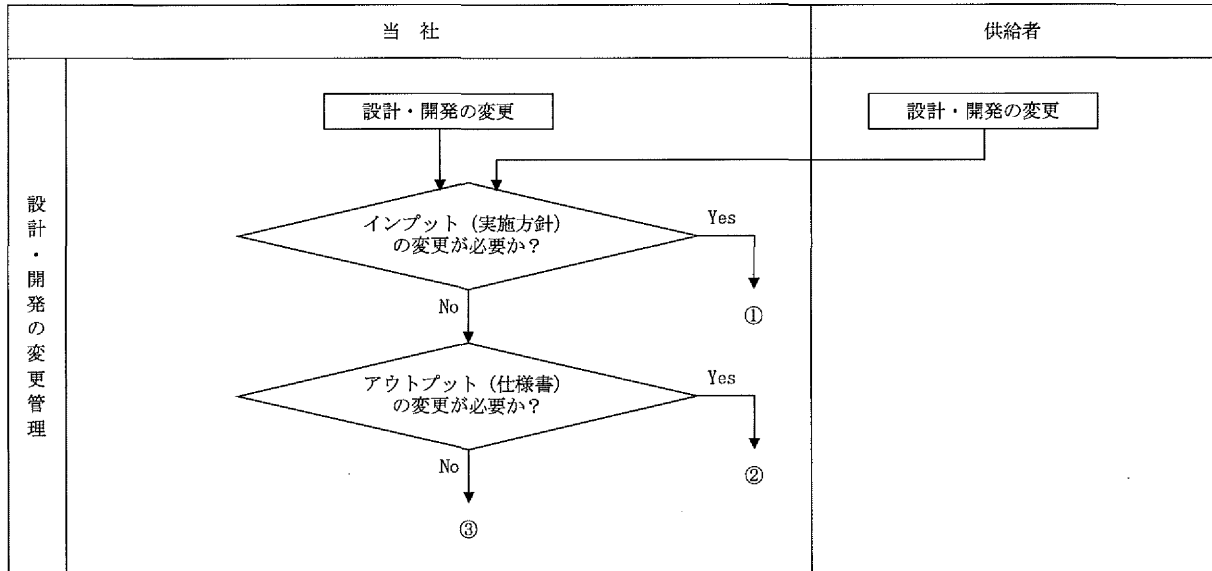 当 社
供給者
設計・開発の変更管理
設計・開発の変更
設計・開発の変更
インプット（実施方針）
の変更が必要か？
Yes
①
No
アウトプット（仕様書）
の変更が必要か？
Yes
②
No
③